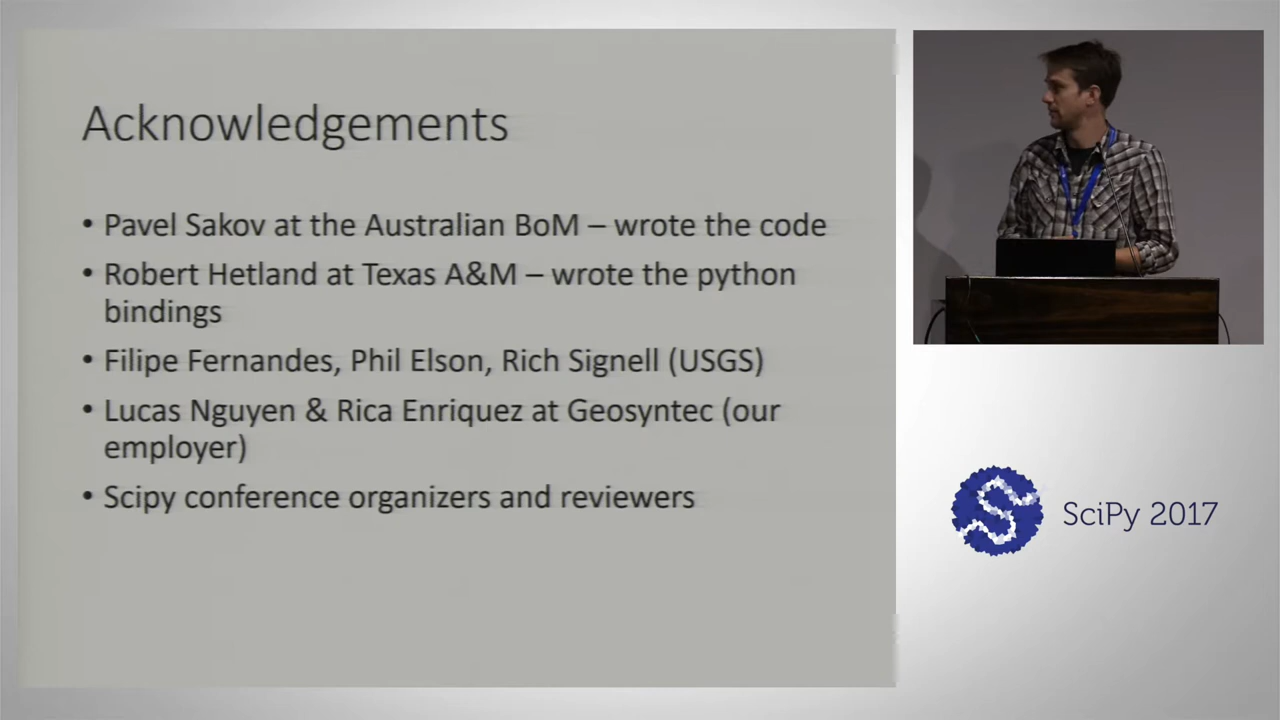 Acknowledgements
• Pavel Sakov at the Australian BoM – wrote the code
• Robert Hetland at Texas A&M – wrote the python
bindings
• Filipe Fernandes, Phil Elson, Rich Signell (USGS)
• Lucas Nguyen & Rica Enriquez at Geosyntec (our
employer)
• Scipy conference organizers and reviewers
SciPy 2017